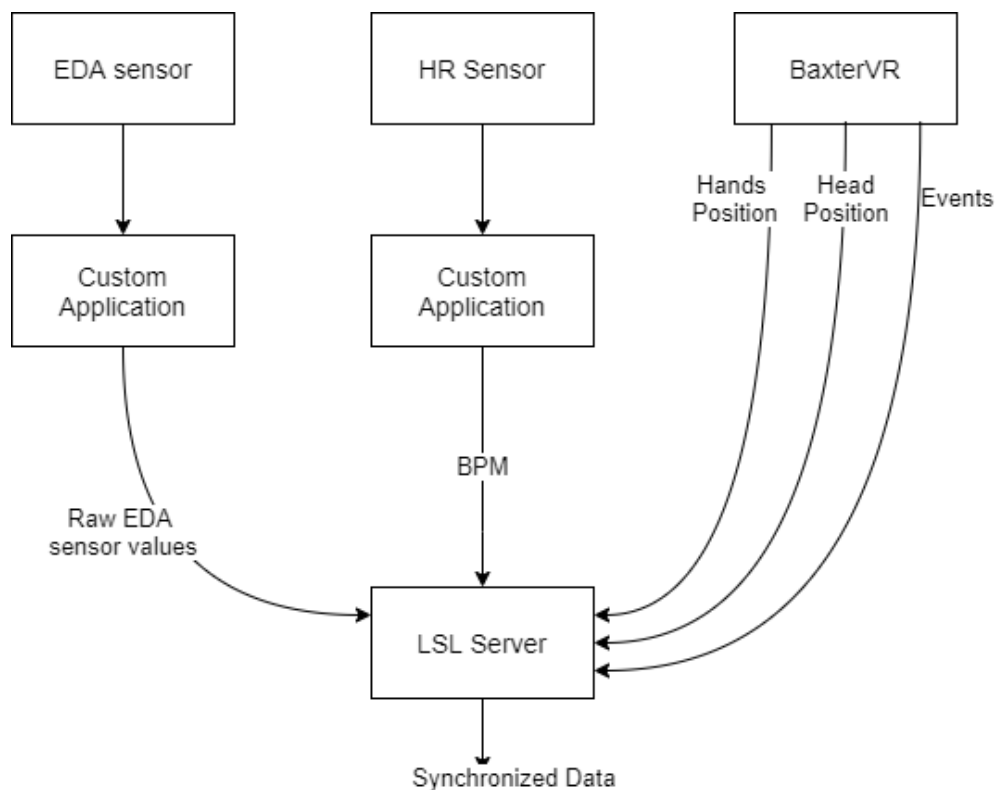 EDA sensor
HR Sensor
BaxterVR
Hands
Position
Head
Position
Events
Custom
Application
Custom
Application
BPM
Raw EDA
sensor values
LSL Server
Synchronized Data